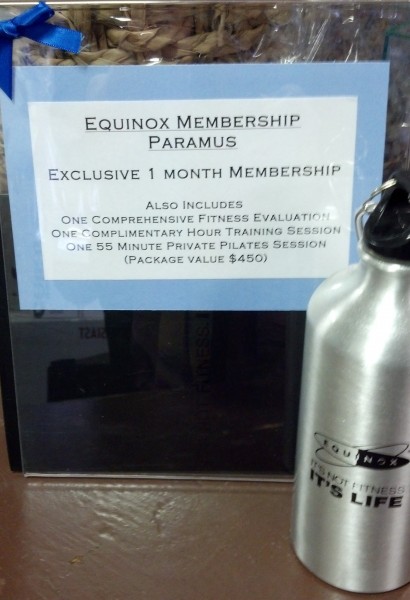 EQUINOX MEMBERSHIP
PARAMUS
EXCLUSIVE 1 MONTH MEMBERSHIP
ALSO INCLUDES
ONE COMPREHENSIVE FITNESS EVALUATION
ONE COMPLIMENTARY HOUR TRAINING SESSION
ONE 55 MINUTE PRIVATE PILATES SESSION
(PACKAGE VALUE $450)
EQUINOX
IT'S NOT FITNESS
IT'S LIFE